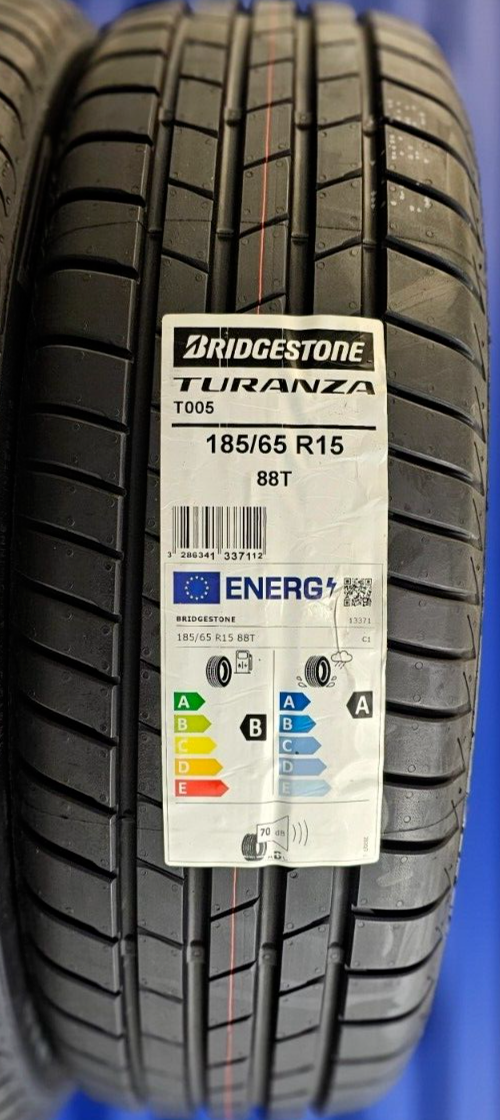 BRIDGESTONE
TURANZA
T005
185/65 R15
88T
3 286341 337112
ENERG
BRIDGESTONE 13371
185/65 R15 88T C1
A A A
B B B
C C
D D
E E
70 dB